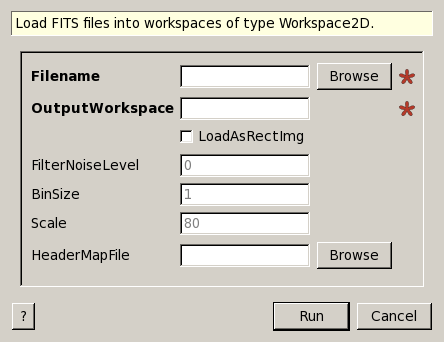 Load FITS files into workspaces of type Workspace2D.
Filename Browse *
OutputWorkspace *
LoadAsRectImg
FilterNoiseLevel 0
BinSize 1
Scale 80
HeaderMapFile Browse
? Run Cancel